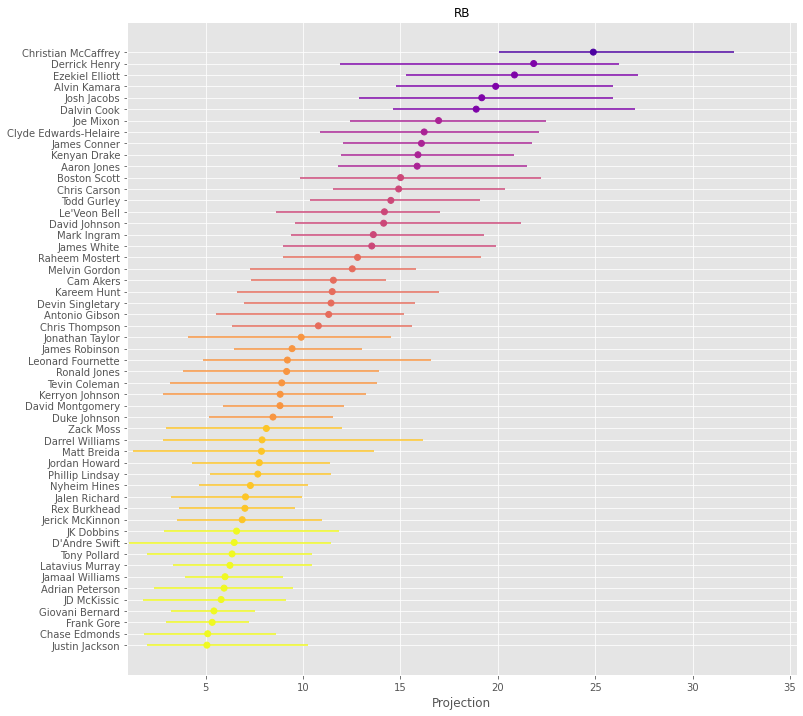 RB
Christian McCaffrey
Derrick Henry
Ezekiel Elliott
Alvin Kamara
Josh Jacobs
Dalvin Cook
Joe Mixon
Clyde Edwards-Helaire
James Conner
Kenyan Drake
Aaron Jones
Boston Scott
Chris Carson
Todd Gurley
Le'Veon Bell
David Johnson
Mark Ingram
James White
Raheem Mostert
Melvin Gordon
Cam Akers
Kareem Hunt
Devin Singletary
Antonio Gibson
Chris Thompson
Jonathan Taylor
James Robinson
Leonard Fournette
Ronald Jones
Tevin Coleman
Kerryon Johnson
David Montgomery
Duke Johnson
Zack Moss
Darrel Williams
Matt Breida
Jordan Howard
Phillip Lindsay
Nyheim Hines
Jalen Richard
Rex Burkhead
Jerick McKinnon
JK Dobbins
D'Andre Swift
Tony Pollard
Latavius Murray
Jamaal Williams
Adrian Peterson
JD McKissic
Giovani Bernard
Frank Gore
Chase Edmonds
Justin Jackson
5 10 15 20 25 30 35
Projection